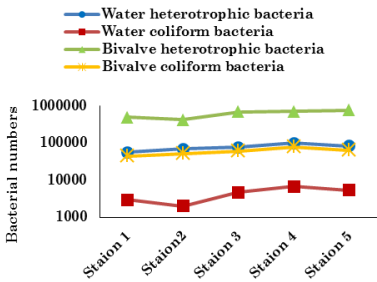 Water heterotrophic bacteria
Water coliform bacteria
Bivalve heterotrophic bacteria
Bivalve coliform bacteria
Bacterial numbers
1000000
100000
10000
1000
Staion 1
Staion2
Staion 3
Staion 4
Staion 5